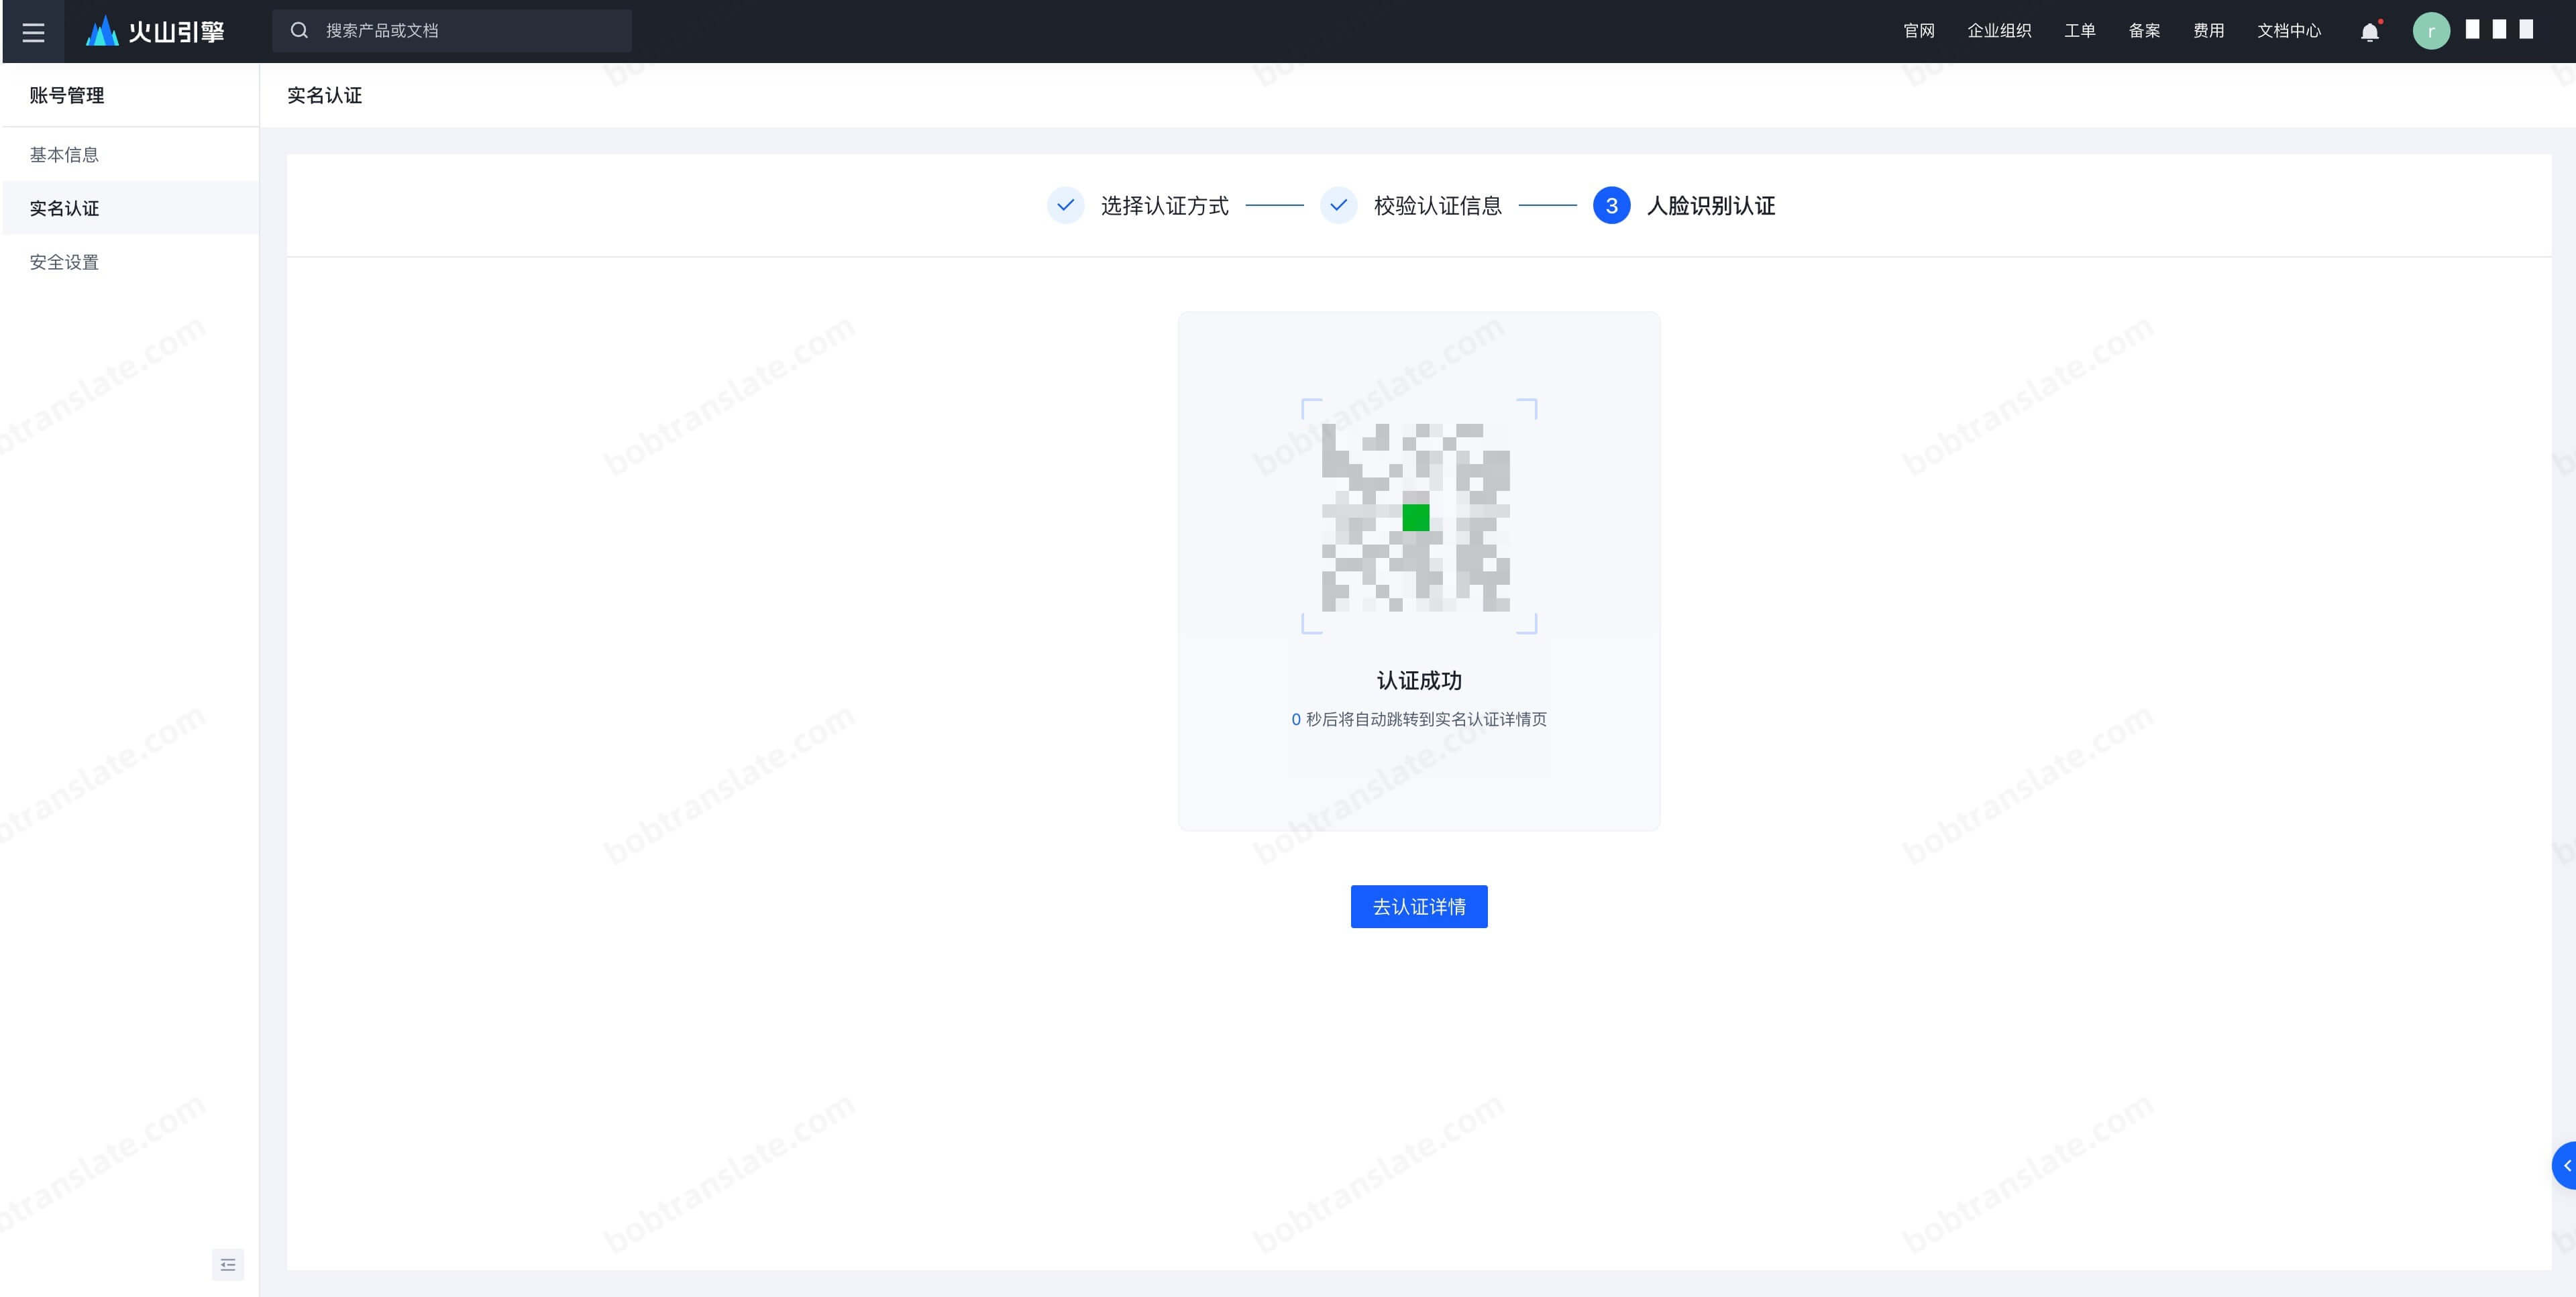 火山引擎
搜索产品或文档
官网 企业组织 工单 备案 费用 文档中心
r
账号管理
实名认证
基本信息
实名认证
安全设置
选择认证方式
校验认证信息
3 人脸识别认证
认证成功
0 秒后将自动跳转到实名认证详情页
去认证详情
bobtranslate.com